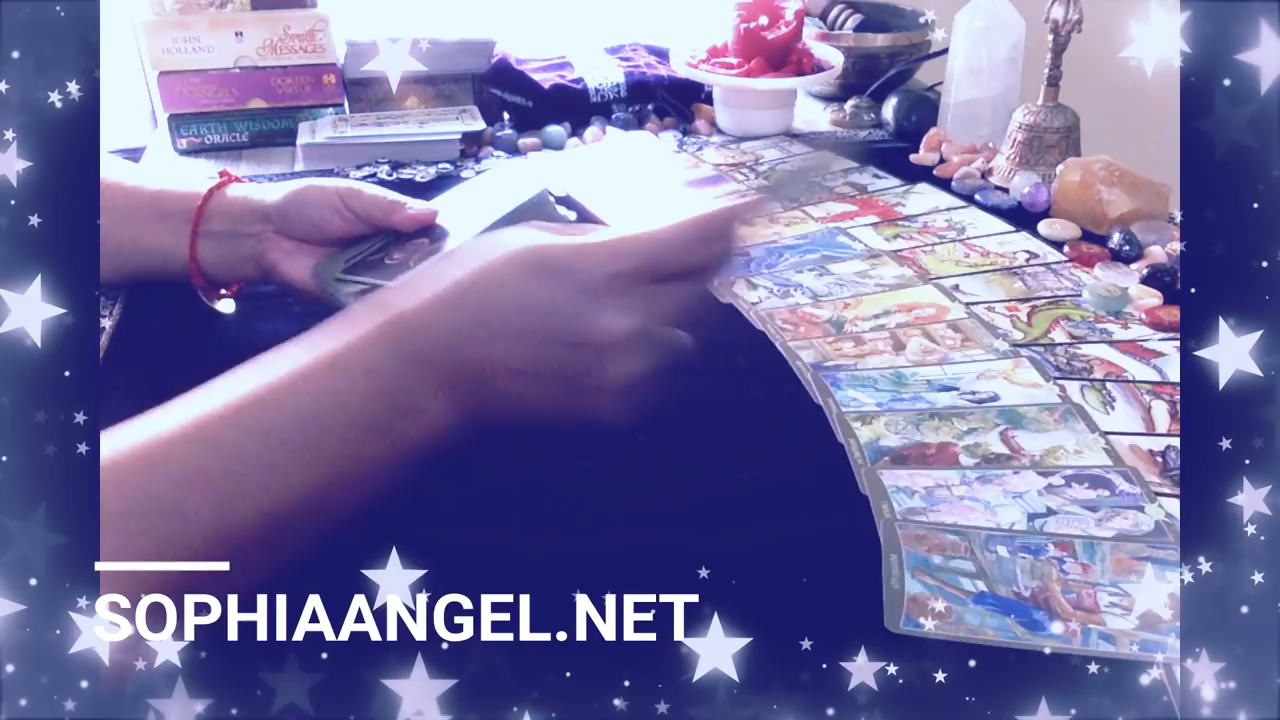 JOHN
HOLLAND
Spirit
MESSAGES
ANGELS
DOREEN
VIRTUE
EARTH WISDOM
ORACLE
SOPHIAANGEL.NET